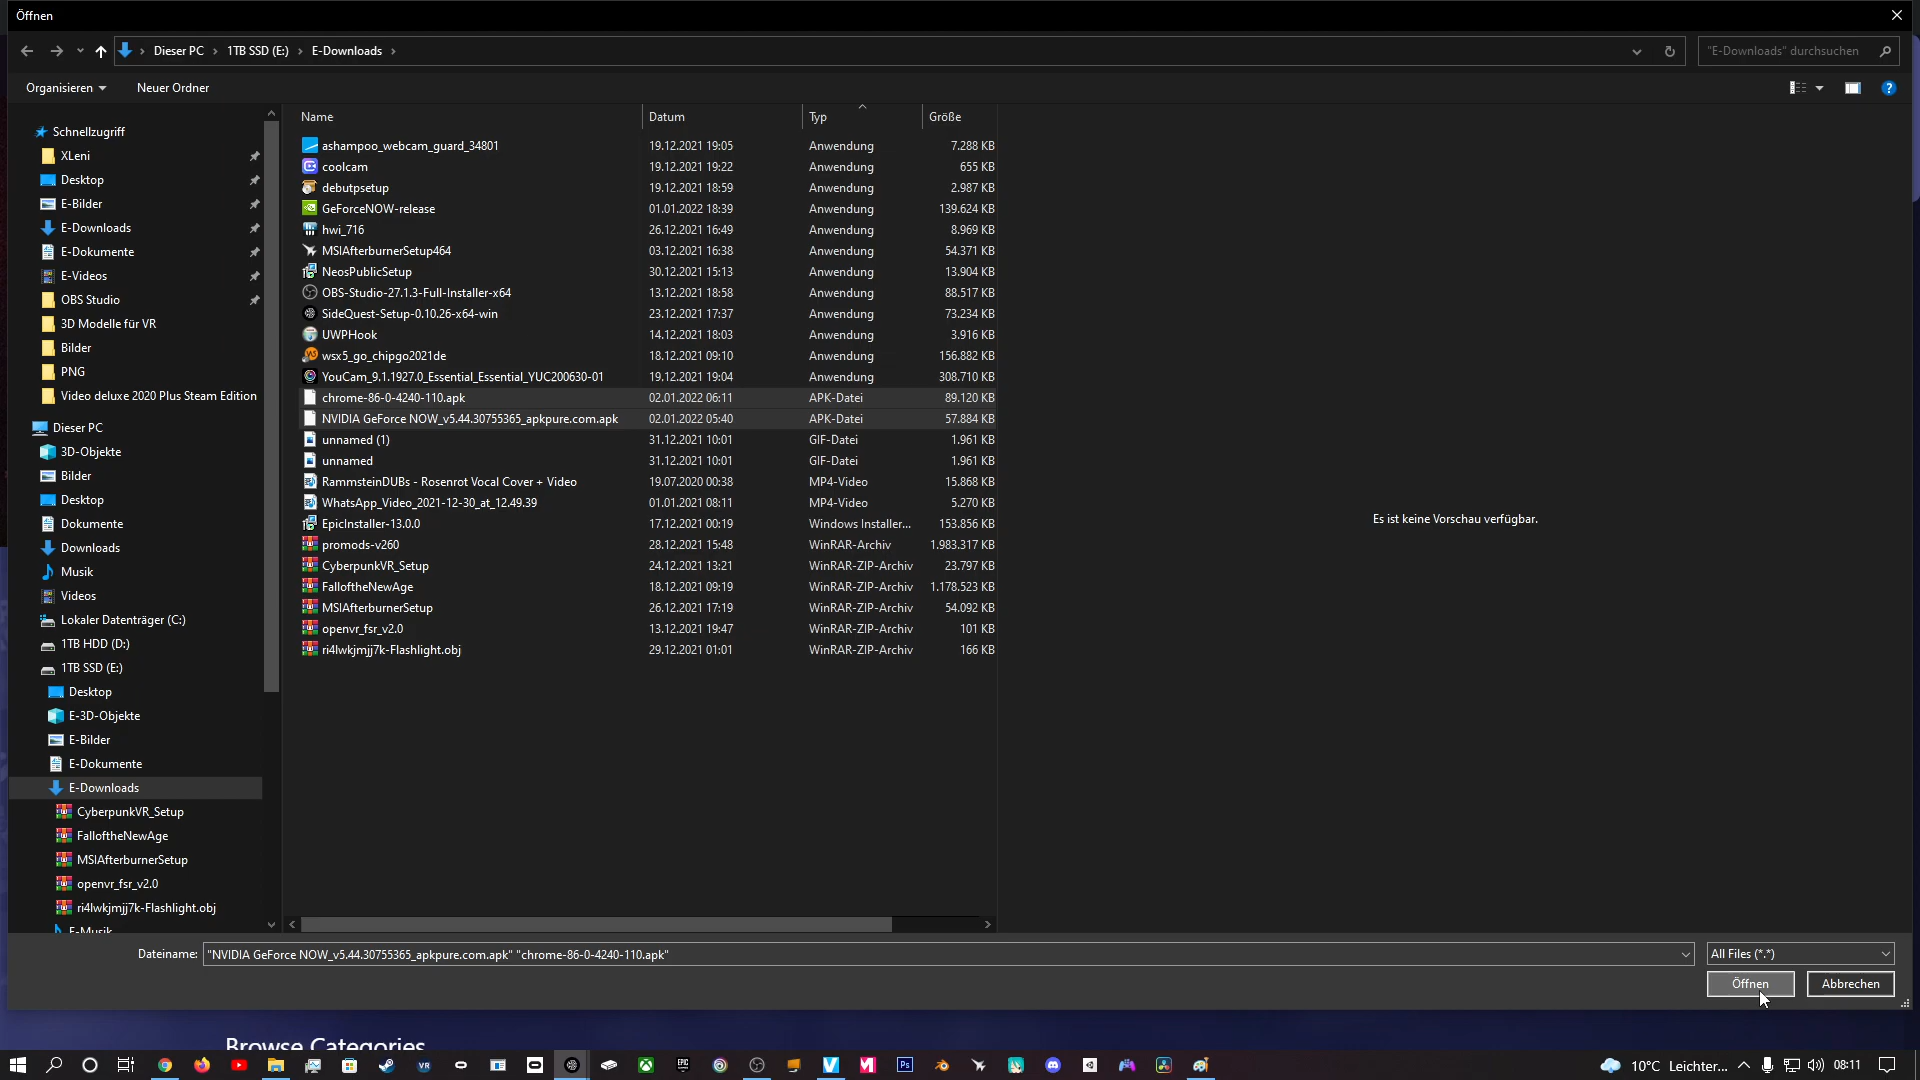 Öffnen
Dieser PC › 1TB SSD (E:) › E-Downloads ›
"E-Downloads" durchsuchen
Organisieren
Neuer Ordner
Schnellzugriff
XLeni
Desktop
E-Bilder
E-Downloads
E-Dokumente
E-Videos
OBS Studio
3D Modelle für VR
Bilder
PNG
Video deluxe 2020 Plus Steam Edition
Dieser PC
3D-Objekte
Bilder
Desktop
Dokumente
Downloads
Musik
Videos
Lokaler Datenträger (C:)
1TB HDD (D:)
1TB SSD (E:)
Desktop
E-3D-Objekte
E-Bilder
E-Dokumente
E-Downloads
CyberpunkVR_Setup
FalloftheNewAge
MSIAfterburnerSetup
openvr_fsr_v2.0
ri4lwkjmjj7k-Flashlight.obj
E-Musik
Name Datum Typ Größe
ashampoo_webcam_guard_34801 19.12.2021 19:05 Anwendung 7.288 KB
coolcam 19.12.2021 19:22 Anwendung 655 KB
debutpsetup 19.12.2021 18:59 Anwendung 2.987 KB
GeForceNOW-release 01.01.2022 18:39 Anwendung 139.624 KB
hwi_716 26.12.2021 16:49 Anwendung 8.969 KB
MSIAfterburnerSetup464 03.12.2021 16:38 Anwendung 54.371 KB
NeosPublicSetup 30.12.2021 15:13 Anwendung 13.904 KB
OBS-Studio-27.1.3-Full-Installer-x64 13.12.2021 18:58 Anwendung 88.517 KB
SideQuest-Setup-0.10.26-x64-win 23.12.2021 17:37 Anwendung 73.234 KB
UWPHook 14.12.2021 18:03 Anwendung 3.916 KB
wsx5_go_chipgo2021de 18.12.2021 09:10 Anwendung 156.882 KB
YouCam_9.1.1927.0_Essential_Essential_YUC200630-01 19.12.2021 19:04 Anwendung 308.710 KB
chrome-86-0-4240-110.apk 02.01.2022 06:11 APK-Datei 89.120 KB
NVIDIA GeForce NOW_v5.44.30755365_apkpure.com.apk 02.01.2022 05:40 APK-Datei 57.884 KB
unnamed (1) 31.12.2021 10:01 GIF-Datei 1.961 KB
unnamed 31.12.2021 10:01 GIF-Datei 1.961 KB
RammsteinDUBs - Rosenrot Vocal Cover + Video 19.07.2020 00:38 MP4-Video 15.868 KB
WhatsApp_Video_2021-12-30_at_12.49.39 01.01.2022 08:11 MP4-Video 5.270 KB
EpicInstaller-13.0.0 17.12.2021 00:19 Windows Installer... 153.856 KB
promods-v260 28.12.2021 15:48 WinRAR-Archiv 1.983.317 KB
CyberpunkVR_Setup 24.12.2021 13:21 WinRAR-ZIP-Archiv 23.797 KB
FalloftheNewAge 18.12.2021 09:19 WinRAR-ZIP-Archiv 1.178.523 KB
MSIAfterburnerSetup 26.12.2021 17:19 WinRAR-ZIP-Archiv 54.092 KB
openvr_fsr_v2.0 13.12.2021 19:47 WinRAR-ZIP-Archiv 101 KB
ri4lwkjmjj7k-Flashlight.obj 29.12.2021 01:01 WinRAR-ZIP-Archiv 166 KB
Es ist keine Vorschau verfügbar.
Dateiname: "NVIDIA GeForce NOW_v5.44.30755365_apkpure.com.apk" "chrome-86-0-4240-110.apk"
All Files (*.*)
Öffnen
Abbrechen
Browse Categories
VR
EPIC
Ps
10°C Leichter...
08:11